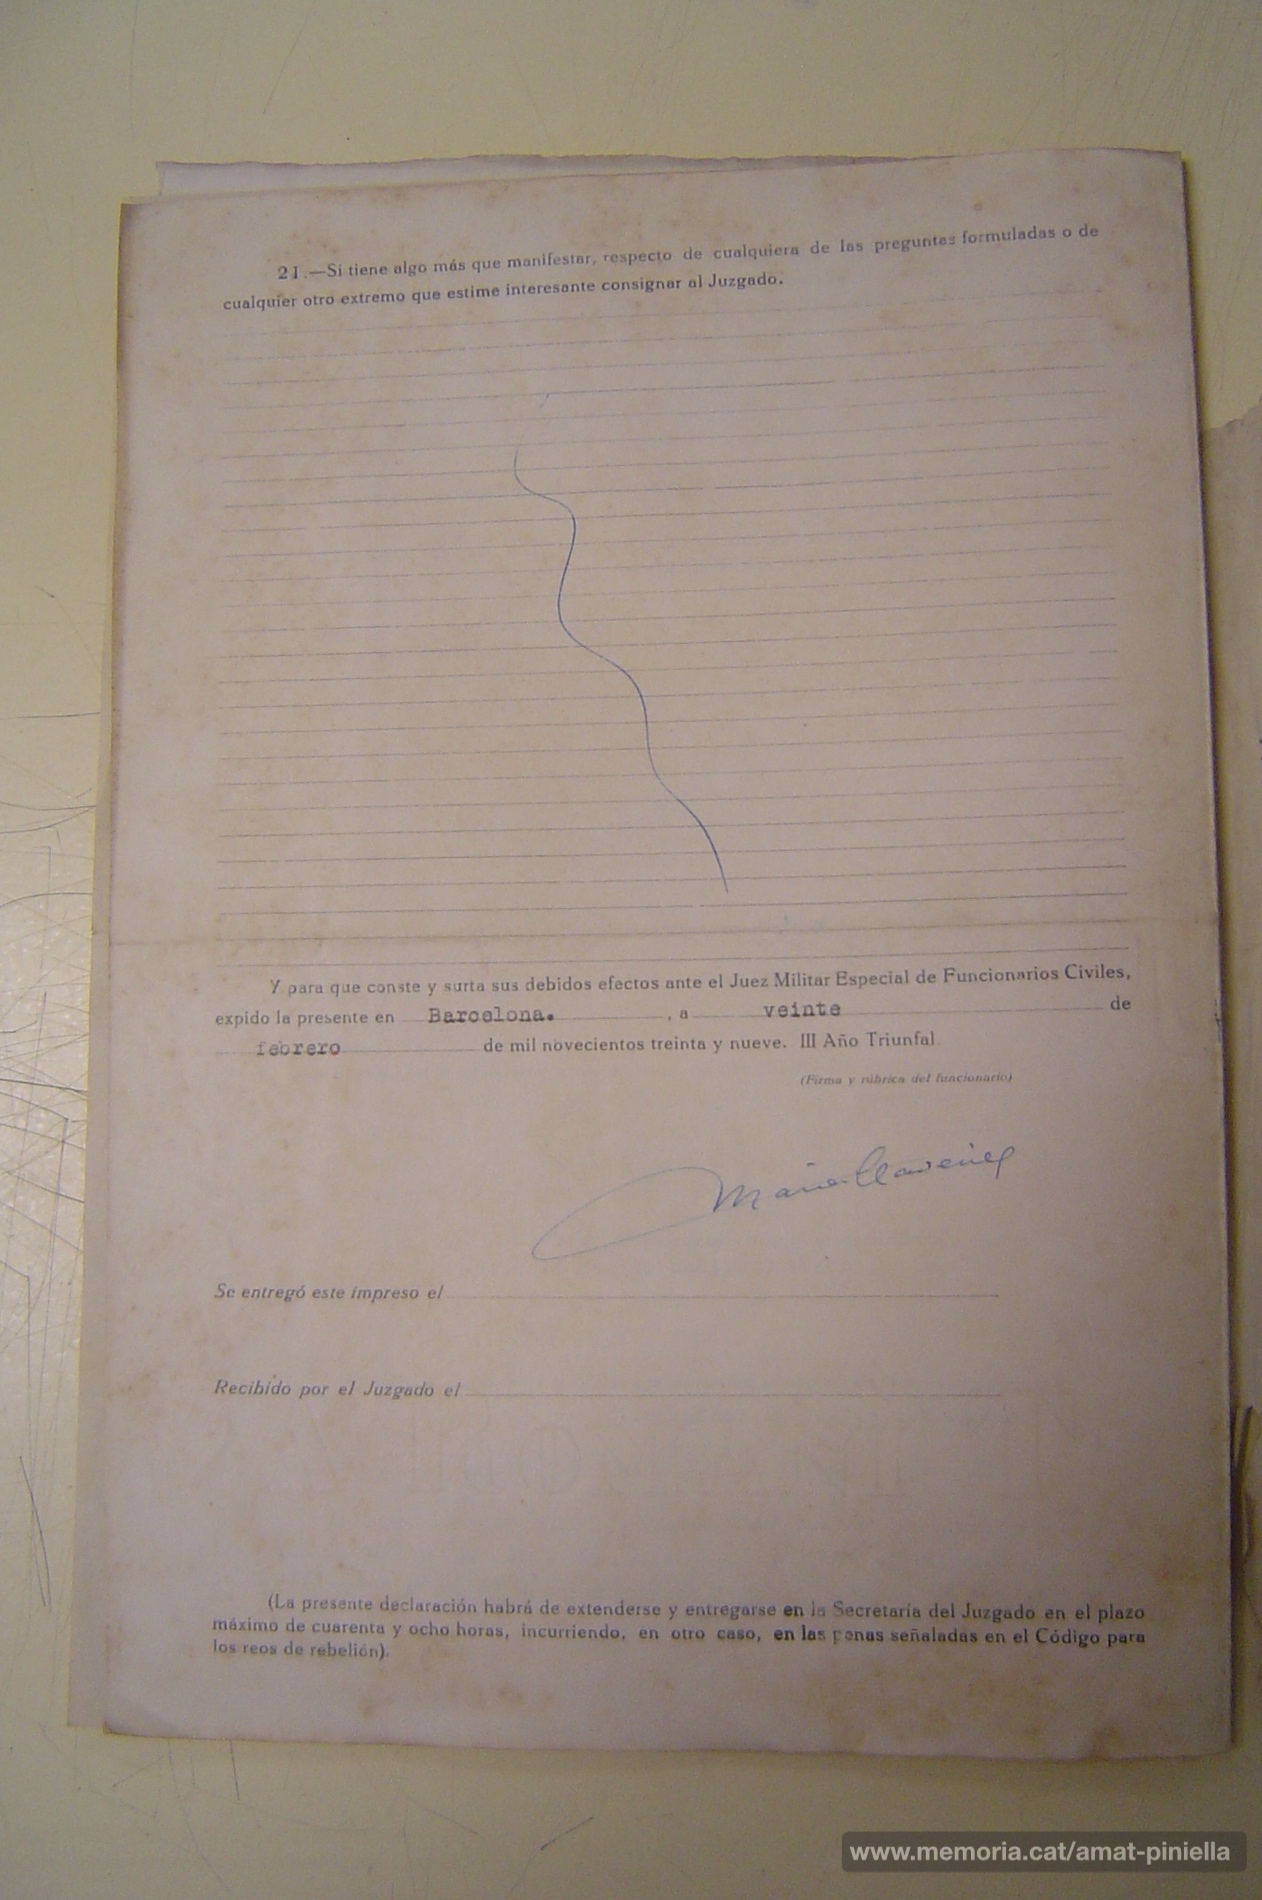 21.—Si tiene algo más que manifestar, respecto de cualquiera de las preguntas formuladas o de
cualquier otro extremo que estime interesante consignar al Juzgado.
Y para que conste y surta sus debidos efectos ante el Juez Militar Especial de Funcionarios Civiles,
expido la presente en Barcelona. , a veinte de
febrero de mil novecientos treinta y nueve. III Año Triunfal
(Firma y rúbrica del funcionario)
Maria
Se entregó este impreso el
Recibido por el Juzgado el
(La presente declaración habrá de extenderse y entregarse en la Secretaría del Juzgado en el plazo
máximo de cuarenta y ocho horas, incurriendo, en otro caso, en las penas señaladas en el Código para
los reos de rebelión).
www.memoria.cat/amat-piniella